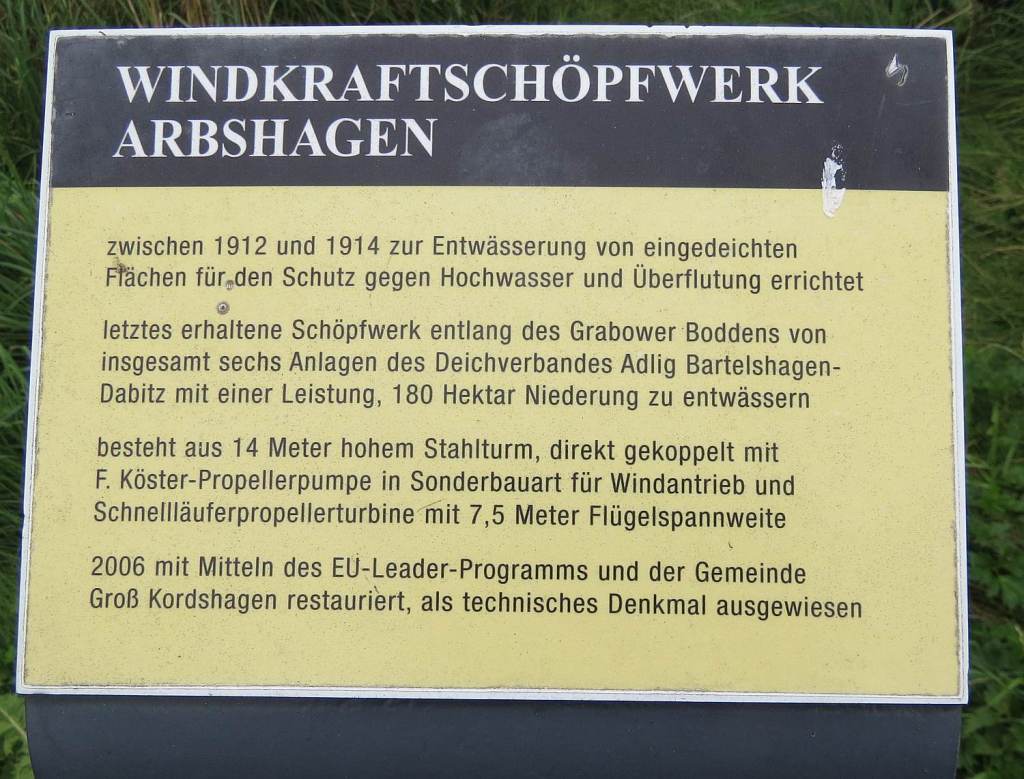 WINDKRAFTSCHÖPFWERK
ARBSHAGEN
zwischen 1912 und 1914 zur Entwässerung von eingedeichten
Flächen für den Schutz gegen Hochwasser und Überflutung errichtet
letztes erhaltene Schöpfwerk entlang des Grabower Boddens von
insgesamt sechs Anlagen des Deichverbandes Adlig Bartelshagen-
Dabitz mit einer Leistung, 180 Hektar Niederung zu entwässern
besteht aus 14 Meter hohem Stahlturm, direkt gekoppelt mit
F. Köster-Propellerpumpe in Sonderbauart für Windantrieb und
Schnellläuferpropellerturbine mit 7,5 Meter Flügelspannweite
2006 mit Mitteln des EU-Leader-Programms und der Gemeinde
Groß Kordshagen restauriert, als technisches Denkmal ausgewiesen